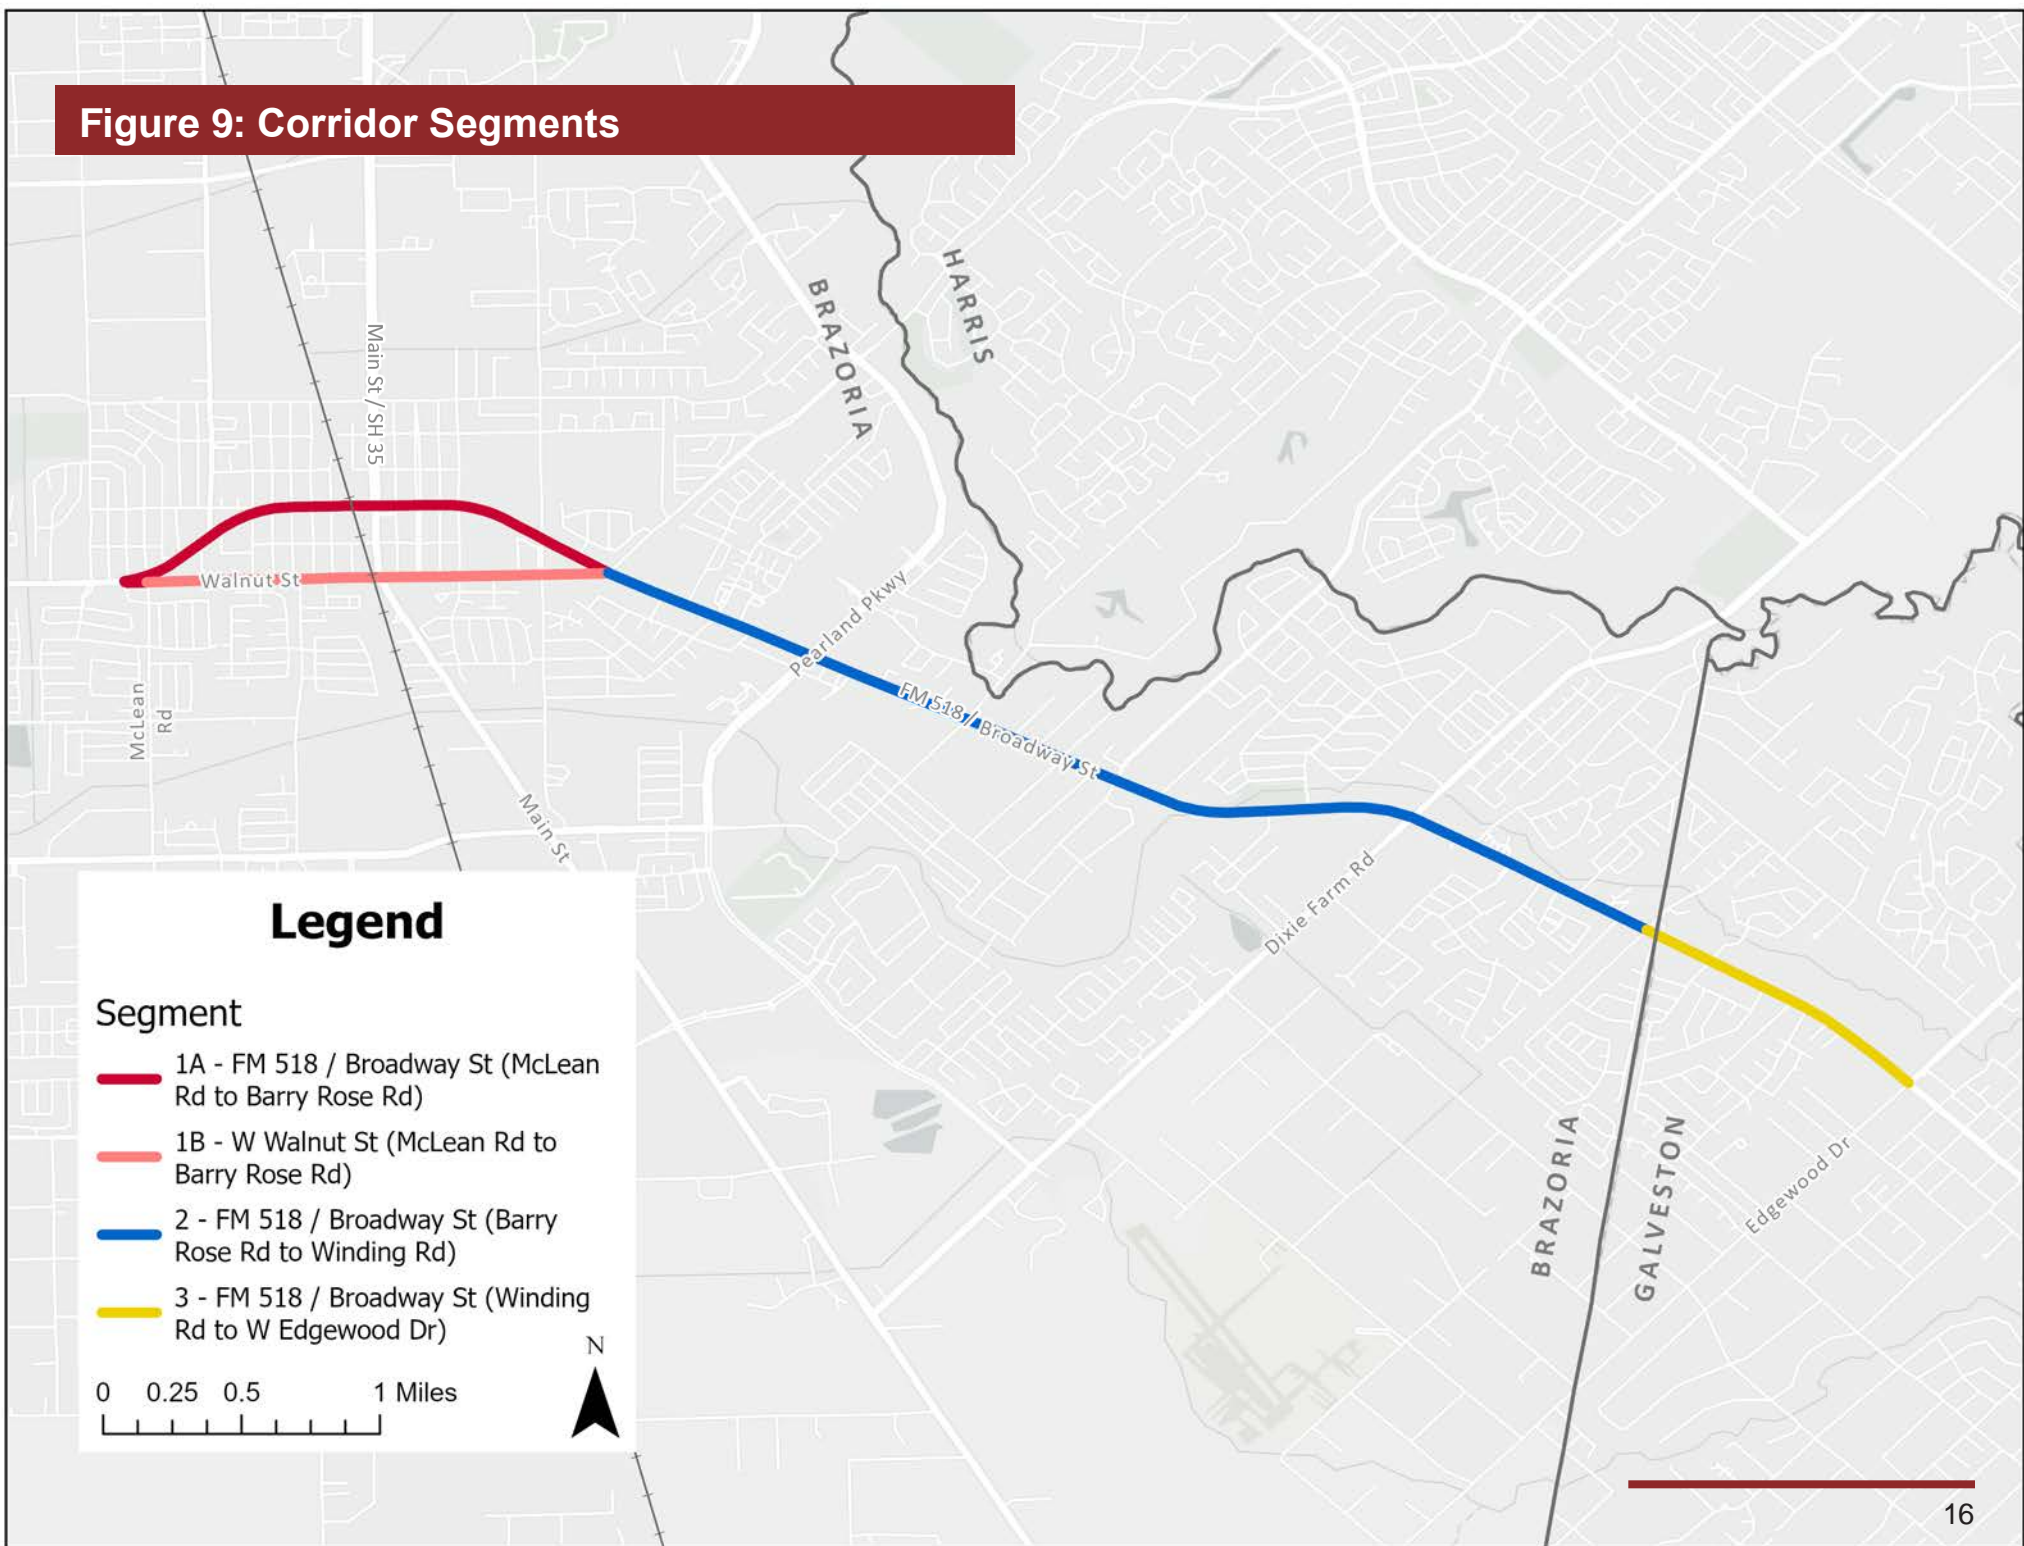 Figure 9: Corridor Segments
HARRIS
BRAZORIA
Main St / SH 35
Walnut St
Pearland Pkwy
McLean
Rd
FM 518 / Broadway St
Main St
Dixie Farm Rd
BRAZORIA
GALVESTON
Edgewood Dr
Legend
Segment
1A - FM 518 / Broadway St (McLean
Rd to Barry Rose Rd)
1B - W Walnut St (McLean Rd to
Barry Rose Rd)
2 - FM 518 / Broadway St (Barry
Rose Rd to Winding Rd)
3 - FM 518 / Broadway St (Winding
Rd to W Edgewood Dr)
N
0 0.25 0.5 1 Miles
16